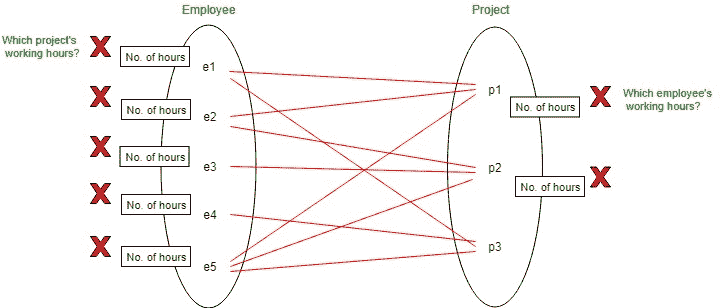 Employee
Project
Which project's
working hours?
No. of hours
e1
No. of hours
e2
No. of hours
e3
No. of hours
e4
No. of hours
e5
p1
No. of hours
Which employee's
working hours?
p2
No. of hours
p3